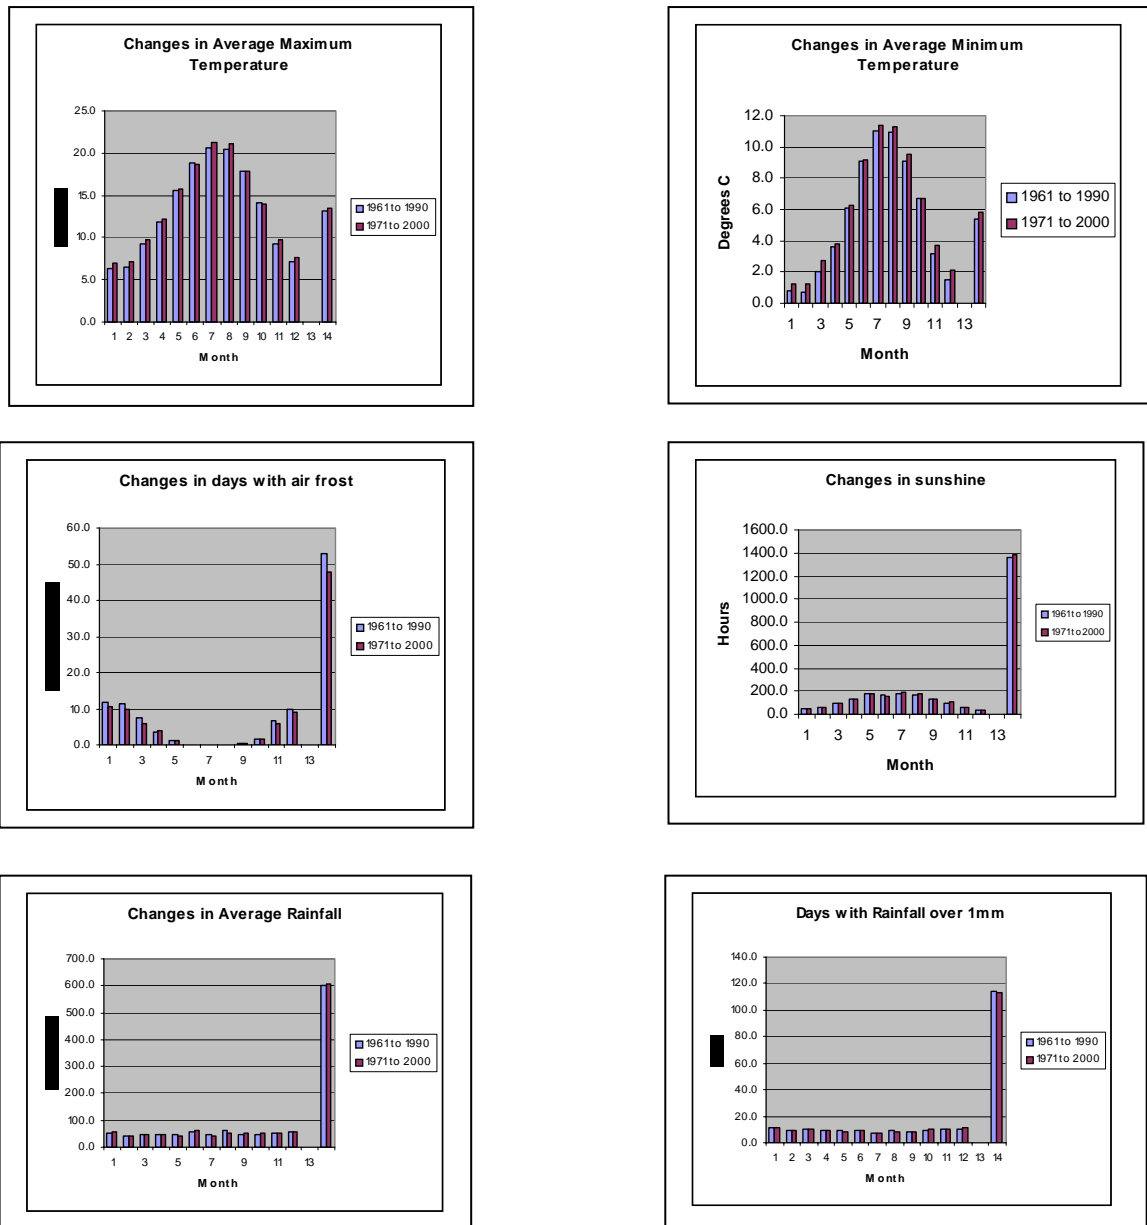 Changes in Average Maximum
Temperature
25.0
20.0
15.0
10.0
5.0
0.0
1 2 3 4 5 6 7 8 9 10 11 12 13 14
Month
1961 to 1990
1971 to 2000
Changes in Average Minimum
Temperature
Degrees C
12.0
10.0
8.0
6.0
4.0
2.0
0.0
1 3 5 7 9 11 13
Month
1961 to 1990
1971 to 2000
Changes in days with air frost
60.0
50.0
40.0
30.0
20.0
10.0
0.0
1 3 5 7 9 11 13
Month
1961 to 1990
1971 to 2000
Changes in sunshine
Hours
1600.0
1400.0
1200.0
1000.0
800.0
600.0
400.0
200.0
0.0
1 3 5 7 9 11 13
Month
1961 to 1990
1971 to 2000
Changes in Average Rainfall
700.0
600.0
500.0
400.0
300.0
200.0
100.0
0.0
1 3 5 7 9 11 13
Month
1961 to 1990
1971 to 2000
Days with Rainfall over 1mm
140.0
120.0
100.0
80.0
60.0
40.0
20.0
0.0
1 2 3 4 5 6 7 8 9 10 11 12 13 14
Month
1961 to 1990
1971 to 2000